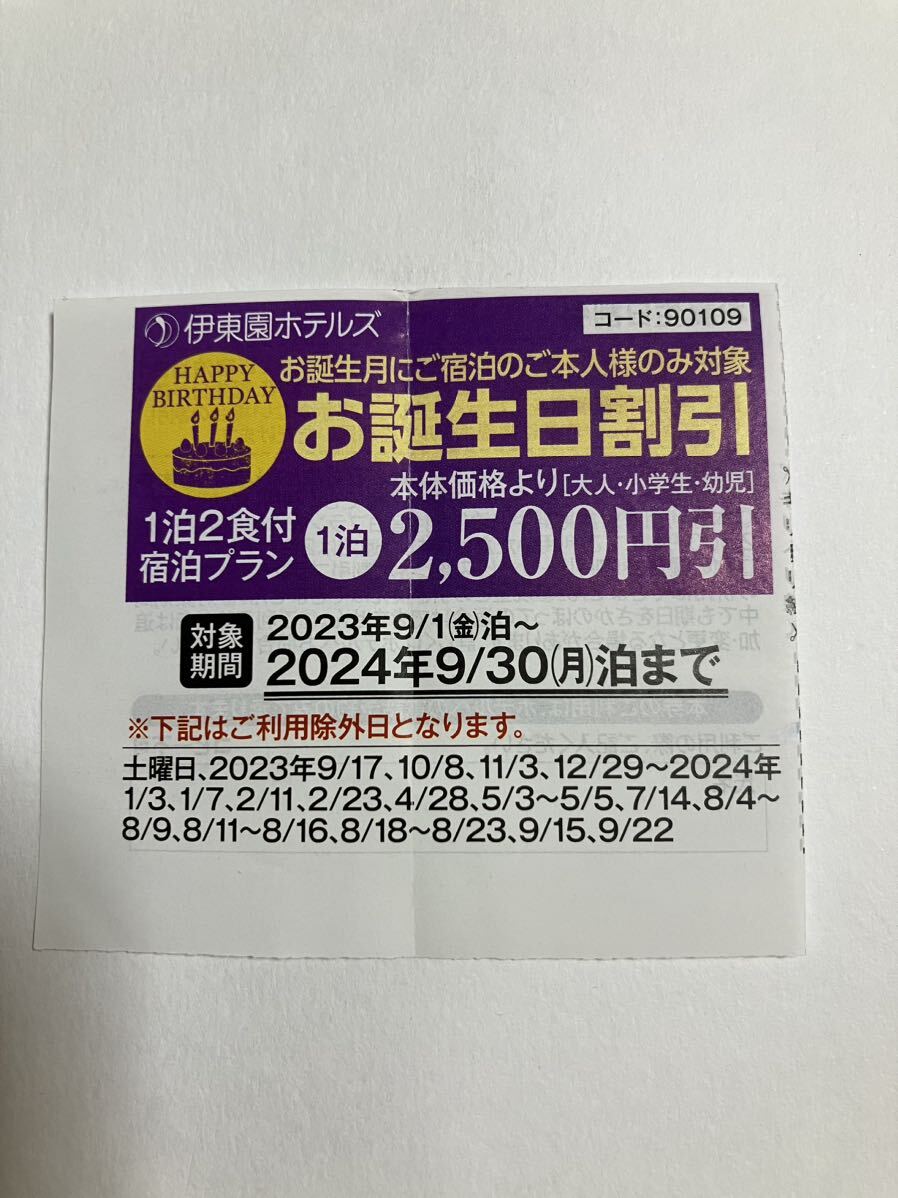 伊東園ホテルズ
コード:90109
HAPPY
BIRTHDAY
お誕生月にご宿泊のご本人様のみ対象
お誕生日割引
本体価格より[大人・小学生・幼児]
1泊2食付
宿泊プラン
1泊
2,500円引
対象
期間
2023年9/1㈮泊～
2024年9/30㈪泊まで
※下記はご利用除外日となります。
土曜日、2023年9/17、10/8、11/3、12/29～2024年
1/3、1/7、2/11、2/23、4/28、5/3～5/5、7/14、8/4～
8/9、8/11～8/16、8/18～8/23、9/15、9/22